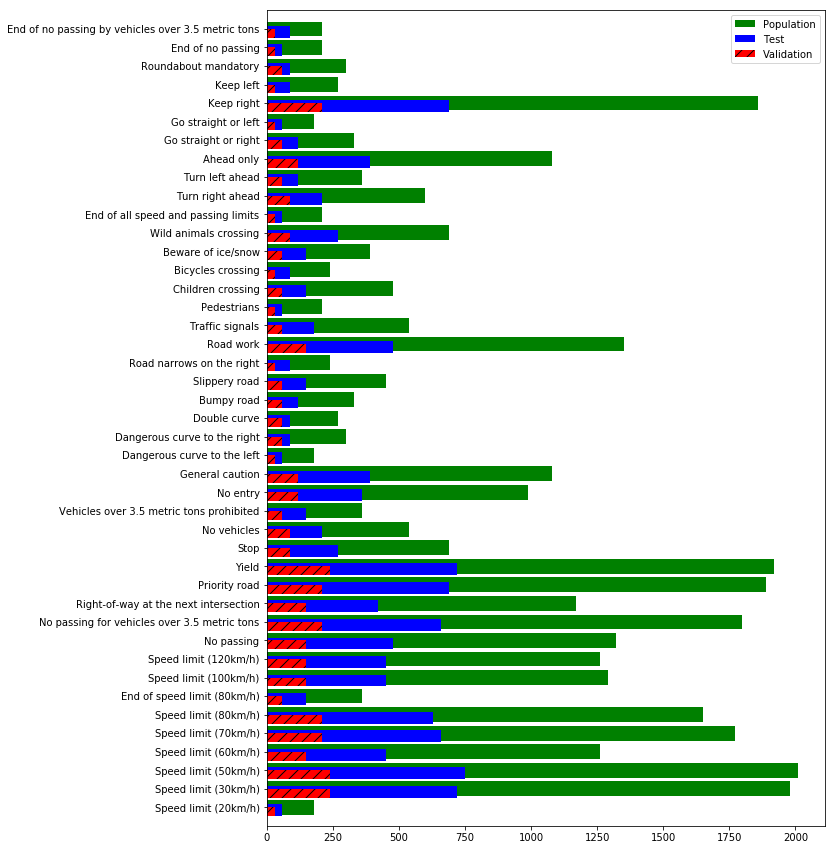 Population
Test
Validation
End of no passing by vehicles over 3.5 metric tons
End of no passing
Roundabout mandatory
Keep left
Keep right
Go straight or left
Go straight or right
Ahead only
Turn left ahead
Turn right ahead
End of all speed and passing limits
Wild animals crossing
Beware of ice/snow
Bicycles crossing
Children crossing
Pedestrians
Traffic signals
Road work
Road narrows on the right
Slippery road
Bumpy road
Double curve
Dangerous curve to the right
Dangerous curve to the left
General caution
No entry
Vehicles over 3.5 metric tons prohibited
No vehicles
Stop
Yield
Priority road
Right-of-way at the next intersection
No passing for vehicles over 3.5 metric tons
No passing
Speed limit (120km/h)
Speed limit (100km/h)
End of speed limit (80km/h)
Speed limit (80km/h)
Speed limit (70km/h)
Speed limit (60km/h)
Speed limit (50km/h)
Speed limit (30km/h)
Speed limit (20km/h)
0 250 500 750 1000 1250 1500 1750 2000